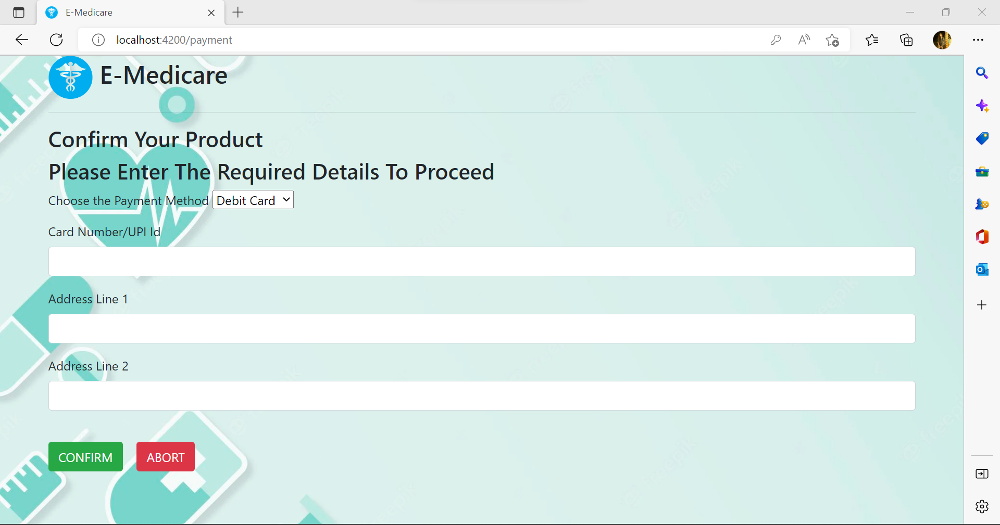 E-Medicare
localhost:4200/payment
E-Medicare
Confirm Your Product
Please Enter The Required Details To Proceed
Choose the Payment Method Debit Card
Card Number/UPI Id
Address Line 1
Address Line 2
CONFIRM ABORT